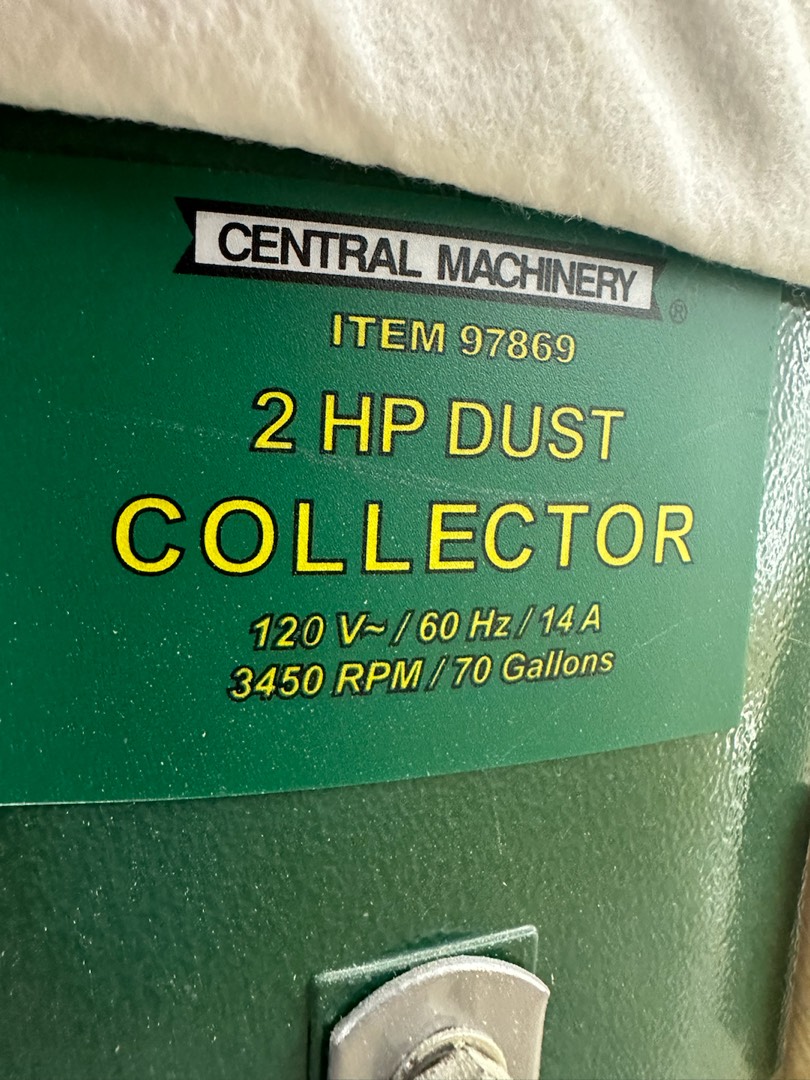 CENTRAL MACHINERY®
ITEM 97869
2 HP DUST
COLLECTOR
120 V~ / 60 Hz / 14 A
3450 RPM / 70 Gallons